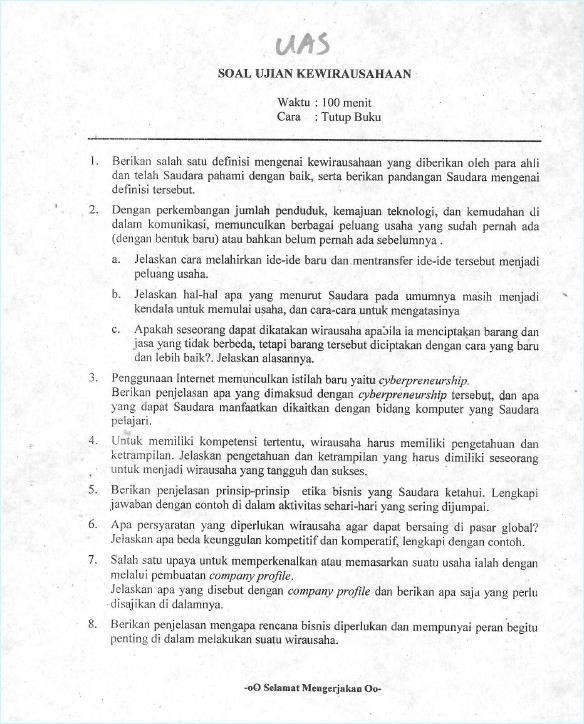 UAS
SOAL UJIAN KEWIRAUSAHAAN
Waktu : 100 menit
Cara : Tutup Buku
1. Berikan salah satu definisi mengenai kewirausahaan yang diberikan oleh para ahli
dan telah Saudara pahami dengan baik, serta berikan pandangan Saudara mengenai
definisi tersebut.
2. Dengan perkembangan jumlah penduduk, kemajuan teknologi, dan kemudahan di
dalam komunikasi, memunculkan berbagai peluang usaha yang sudah pernah ada
(dengan bentuk baru) atau bahkan belum pernah ada sebelumnya .
a. Jelaskan cara melahirkan ide-ide baru dan mentransfer ide-ide tersebut menjadi
peluang usaha.
b. Jelaskan hal-hal apa yang menurut Saudara pada umumnya masih menjadi
kendala untuk memulai usaha, dan cara-cara untuk mengatasinya
c. Apakah seseorang dapat dikatakan wirausaha apabila ia menciptakan barang dan
jasa yang tidak berbeda, tetapi barang tersebut diciptakan dengan cara yang baru
dan lebih baik?. Jelaskan alasannya.
3. Penggunaan Internet memunculkan istilah baru yaitu cyberpreneurship.
Berikan penjelasan apa yang dimaksud dengan cyberpreneurship tersebut, dan apa
yang dapat Saudara manfaatkan dikaitkan dengan bidang komputer yang Saudara
pelajari.
4. Untuk memiliki kompetensi tertentu, wirausaha harus memiliki pengetahuan dan
ketrampilan. Jelaskan pengetahuan dan ketrampilan yang harus dimiliki seseorang
untuk menjadi wirausaha yang tangguh dan sukses.
5. Berikan penjelasan prinsip-prinsip etika bisnis yang Saudara ketahui. Lengkapi
jawaban dengan contoh di dalam aktivitas sehari-hari yang sering dijumpai.
6. Apa persyaratan yang diperlukan wirausaha agar dapat bersaing di pasar global?
Jelaskan apa beda keunggulan kompetitif dan komperatif, lengkapi dengan contoh.
7. Salah satu upaya untuk memperkenalkan atau memasarkan suatu usaha ialah dengan
melalui pembuatan company profile.
Jelaskan apa yang disebut dengan company profile dan berikan apa saja yang perlu
disajikan di dalamnya.
8. Berikan penjelasan mengapa rencana bisnis diperlukan dan mempunyai peran begitu
penting di dalam melakukan suatu wirausaha.
-oO Selamat Mengerjakan Oo-